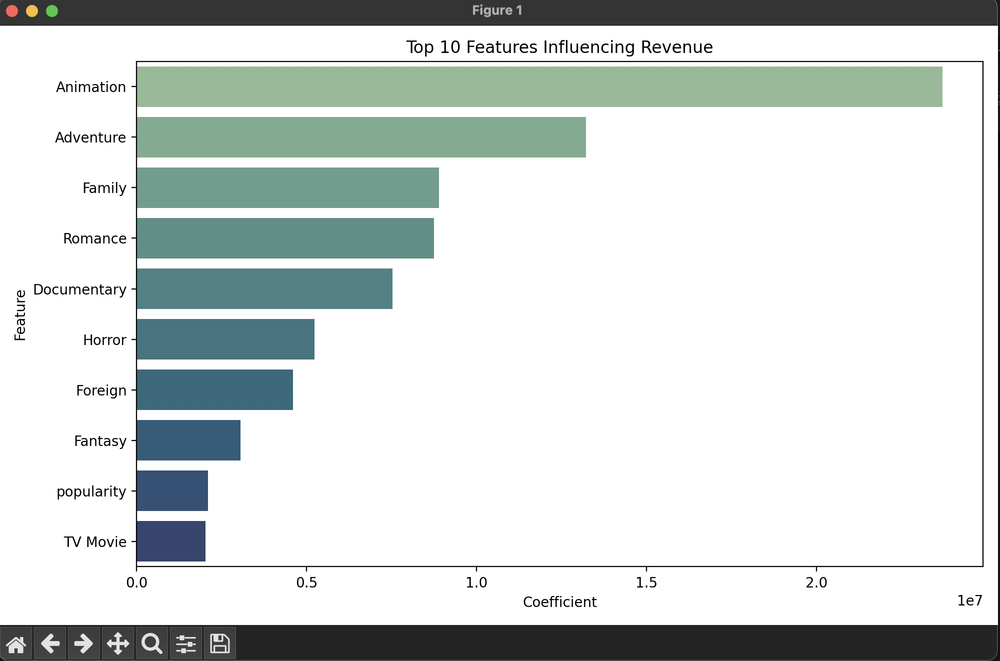 Figure 1
Top 10 Features Influencing Revenue
Animation
Adventure
Family
Romance
Documentary
Horror
Foreign
Fantasy
popularity
TV Movie
Feature
0.0 0.5 1.0 1.5 2.0
Coefficient
1e7